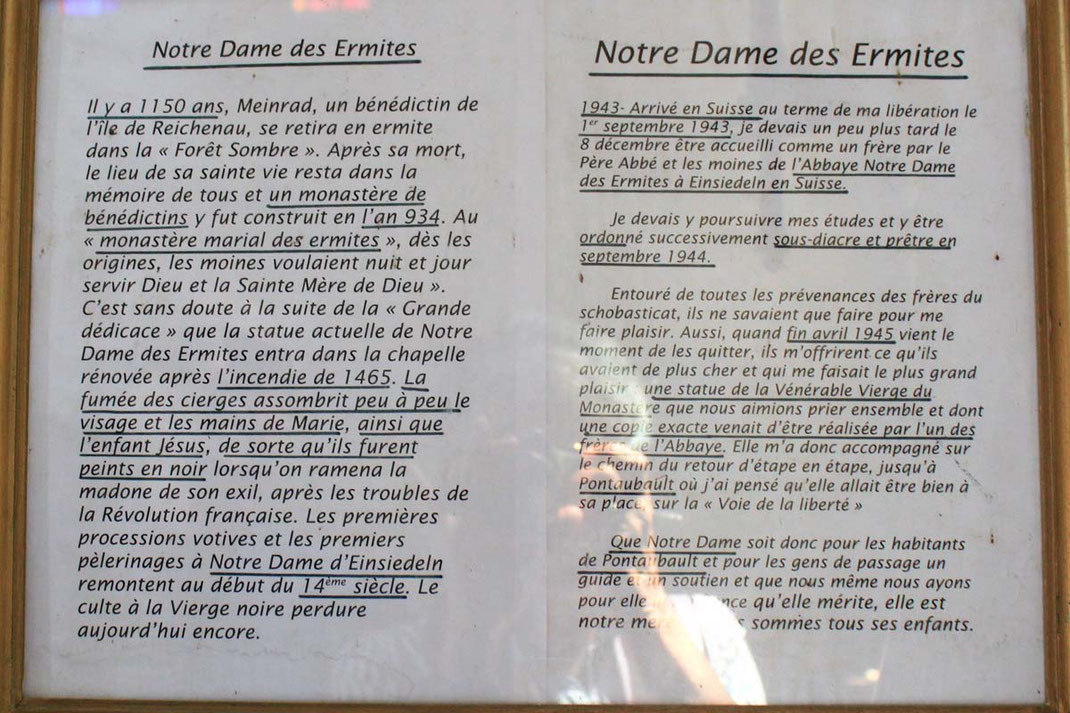 Notre Dame des Ermites
Il y a 1150 ans, Meinrad, un bénédictin de
l'île de Reichenau, se retira en ermite
dans la « Forêt Sombre ». Après sa mort,
le lieu de sa sainte vie resta dans la
mémoire de tous et un monastère de
bénédictins y fut construit en l'an 934. Au
« monastère marial des ermites », dès les
origines, les moines voulaient nuit et jour
servir Dieu et la Sainte Mère de Dieu ».
C'est sans doute à la suite de la « Grande
dédicace » que la statue actuelle de Notre
Dame des Ermites entra dans la chapelle
rénovée après l'incendie de 1465. La
fumée des cierges assombrit peu à peu le
visage et les mains de Marie, ainsi que
l'enfant Jésus, de sorte qu'ils furent
peints en noir lorsqu'on ramena la
madone de son exil, après les troubles de
la Révolution française. Les premières
processions votives et les premiers
pèlerinages à Notre Dame d'Einsiedeln
remontent au début du 14ème siècle. Le
culte à la Vierge noire perdure
aujourd'hui encore.
Notre Dame des Ermites
1943- Arrivé en Suisse au terme de ma libération le
1er septembre 1943, je devais un peu plus tard le
8 décembre être accueilli comme un frère par le
Père Abbé et les moines de l'Abbaye Notre Dame
des Ermites à Einsiedeln en Suisse.
Je devais y poursuivre mes études et y être
ordonné successivement sous-diacre et prêtre en
septembre 1944.
Entouré de toutes les prévenances des frères du
schobasticat, ils ne savaient que faire pour me
faire plaisir. Aussi, quand fin avril 1945 vient le
moment de les quitter, ils m'offrirent ce qu'ils
avaient de plus cher et qui me faisait le plus grand
plaisir : une statue de la Vénérable Vierge du
Monastère que nous aimions prier ensemble et dont
une copie exacte venait d'être réalisée par l'un des
frères de l'Abbaye. Elle m'a donc accompagné sur
le chemin du retour d'étape en étape, jusqu'à
Pontaubault où j'ai pensé qu'elle allait être bien à
sa place, sur la « Voie de la liberté »
Que Notre Dame soit donc pour les habitants
de Pontaubault et pour les gens de passage un
guide et un soutien et que nous même nous ayons
pour elle qu'elle mérite, elle est
notre sommes tous ses enfants.